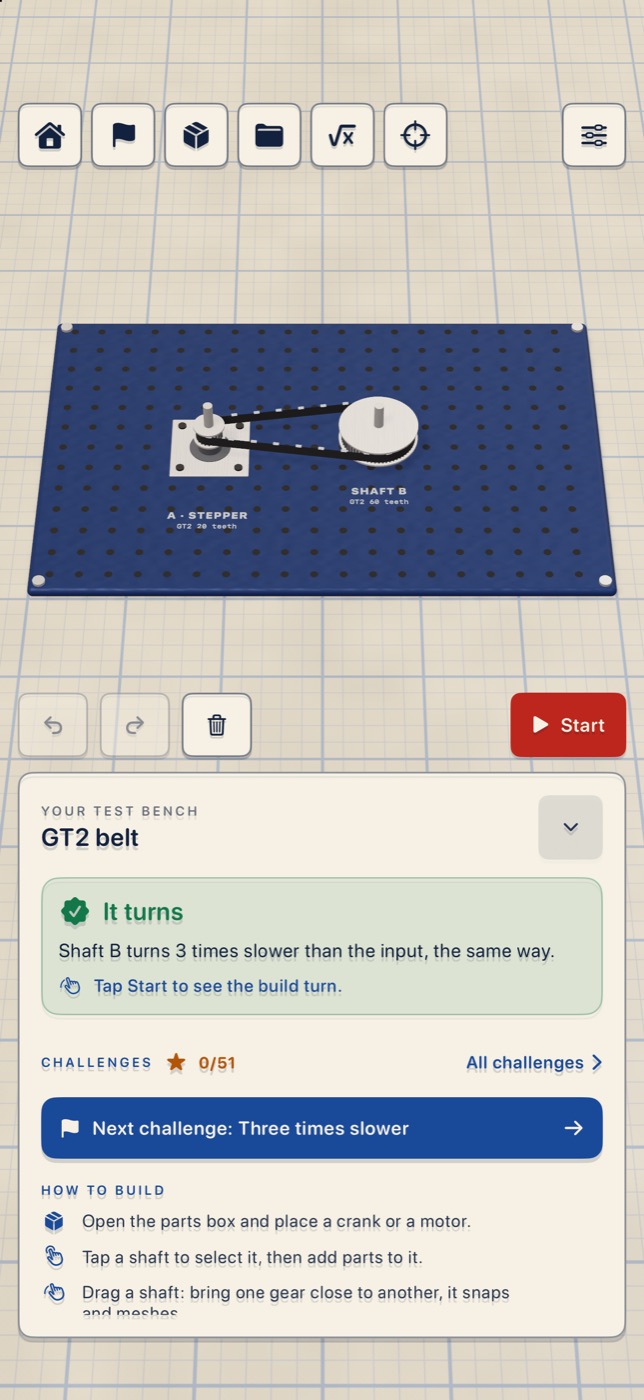 √x
A · STEPPER
GT2 20 teeth
SHAFT B
GT2 60 teeth
Start
YOUR TEST BENCH
GT2 belt
It turns
Shaft B turns 3 times slower than the input, the same way.
Tap Start to see the build turn.
CHALLENGES 0/51 All challenges
Next challenge: Three times slower
HOW TO BUILD
Open the parts box and place a crank or a motor.
Tap a shaft to select it, then add parts to it.
Drag a shaft: bring one gear close to another, it snaps
and meshes